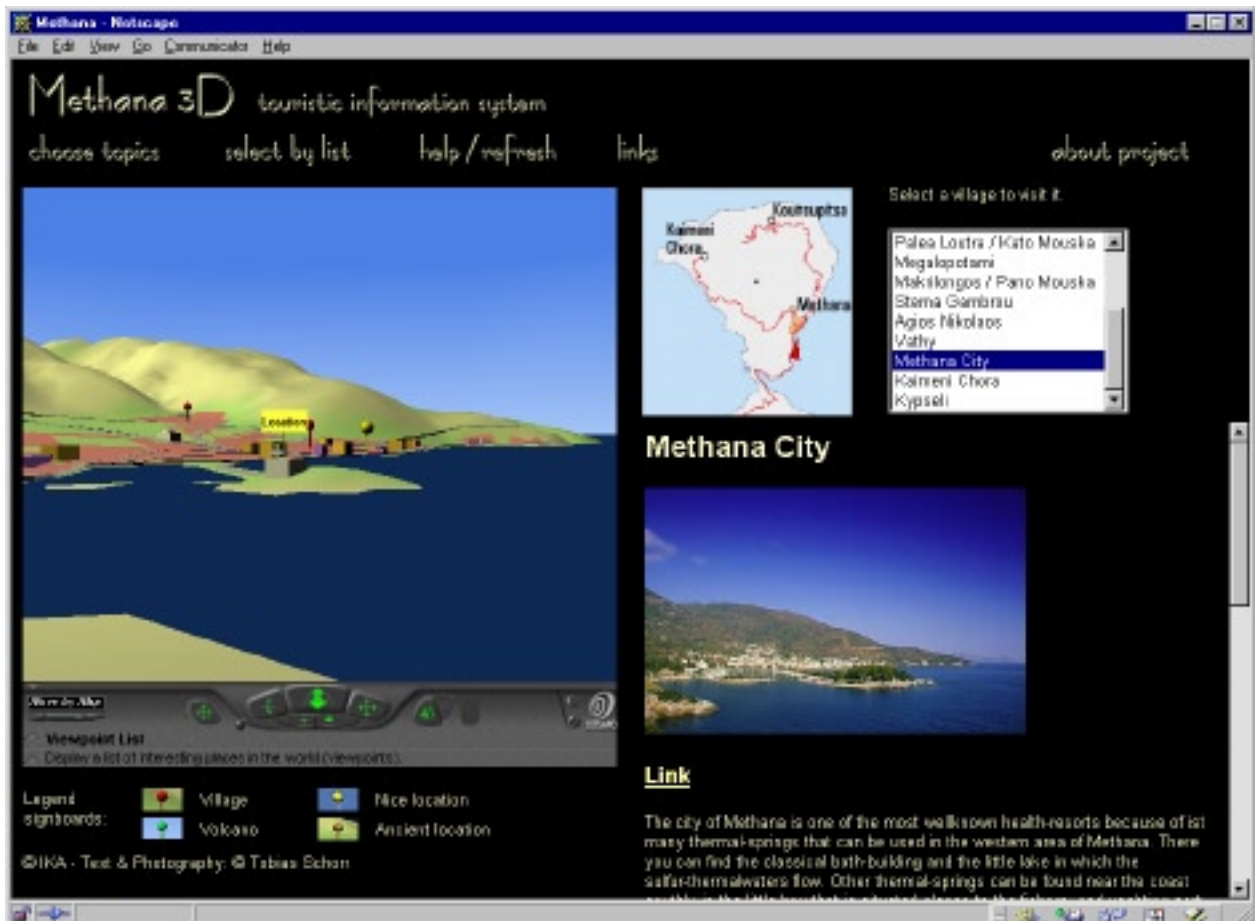 Methana - Netscape
File Edit View Go Communicator Help
Methana 3D touristic information system
choose topics select by list help / refresh links about project
Select a village to visit it.
Kounoupitsa
Kaimeni
Chora
Methana
Palea Loutra / Kato Mouska
Megalopotami
Makrilongos / Pano Mouska
Sterna Gambrou
Agios Nikolaos
Vathy
Methana City
Kaimeni Chora
Kypseli
Location
Methana City
Viewpoint List
Display a list of interesting places in the world (viewpoints).
Link
Legend
signboards:
Village
Nice location
Volcano
Ancient location
©IKA - Text & Photography: © Tobias Schon
The city of Methana is one of the most wellknown health-resorts because of ist
many thermal-springs that can be used in the western area of Methana. There
you can find the classical bath-building and the little lake in which the
sulfur-thermalwaters flow. Other thermal-springs can be found near the coast